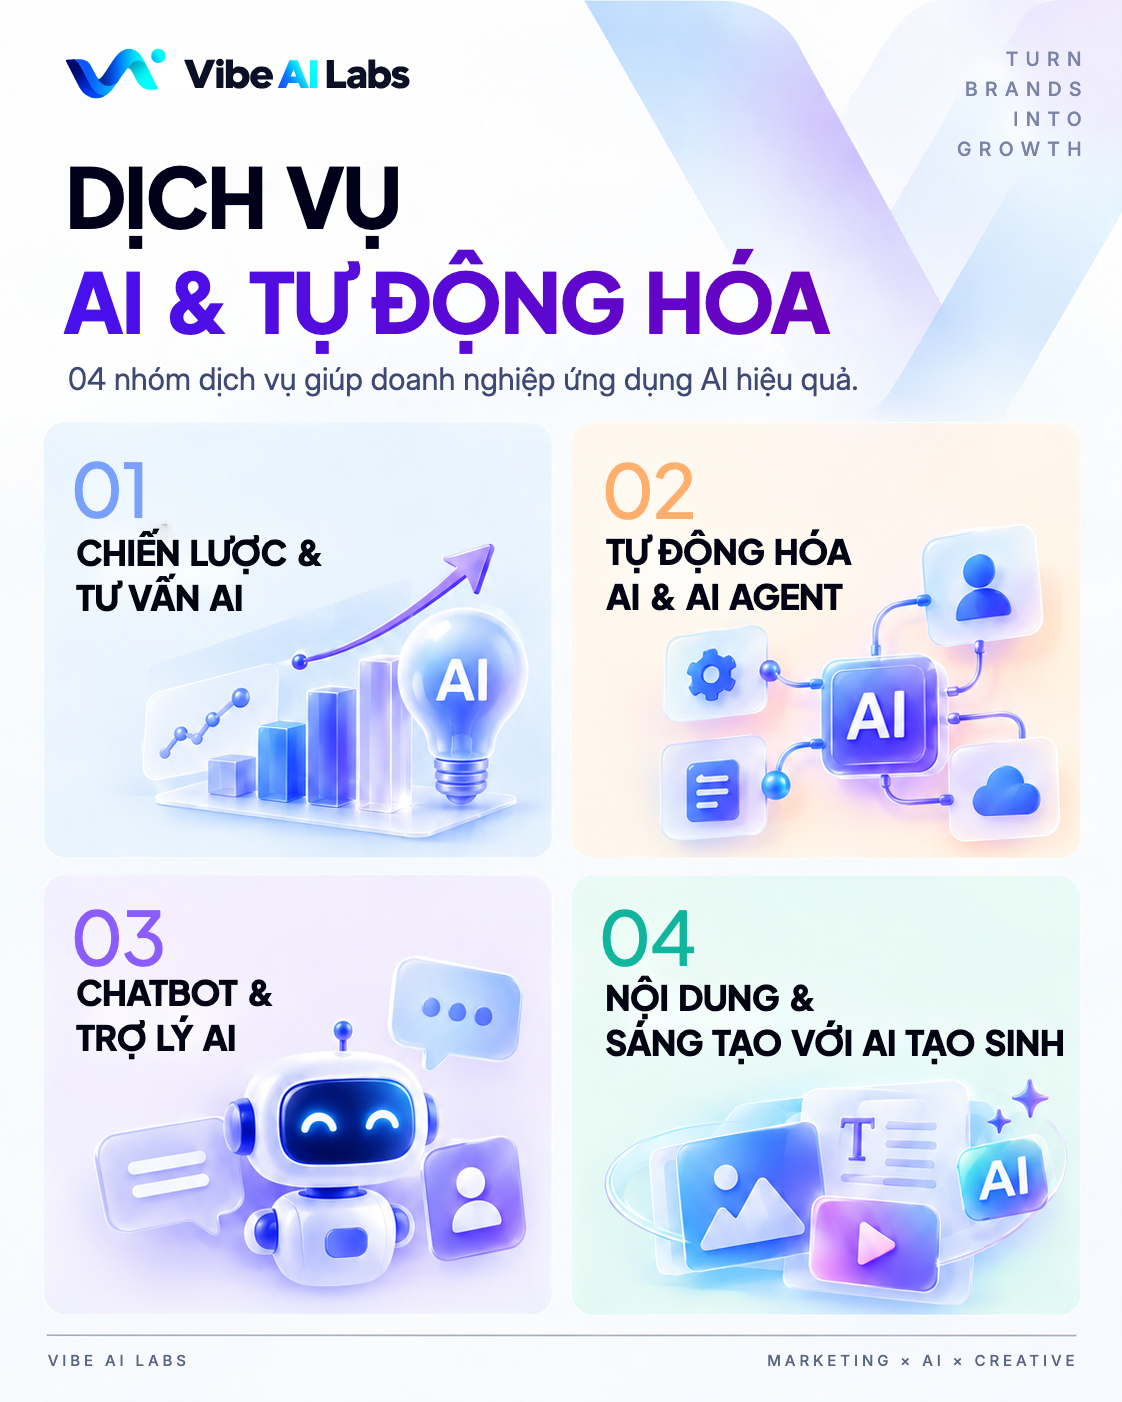 Vibe AI Labs
TURN
BRANDS
INTO
GROWTH
DỊCH VỤ
AI & TỰ ĐỘNG HÓA
04 nhóm dịch vụ giúp doanh nghiệp ứng dụng AI hiệu quả.
01
CHIẾN LƯỢC &
TƯ VẤN AI
AI
02
TỰ ĐỘNG HÓA
AI & AI AGENT
AI
03
CHATBOT &
TRỢ LÝ AI
04
NỘI DUNG &
SÁNG TẠO VỚI AI TẠO SINH
T
AI
VIBE AI LABS
MARKETING × AI × CREATIVE